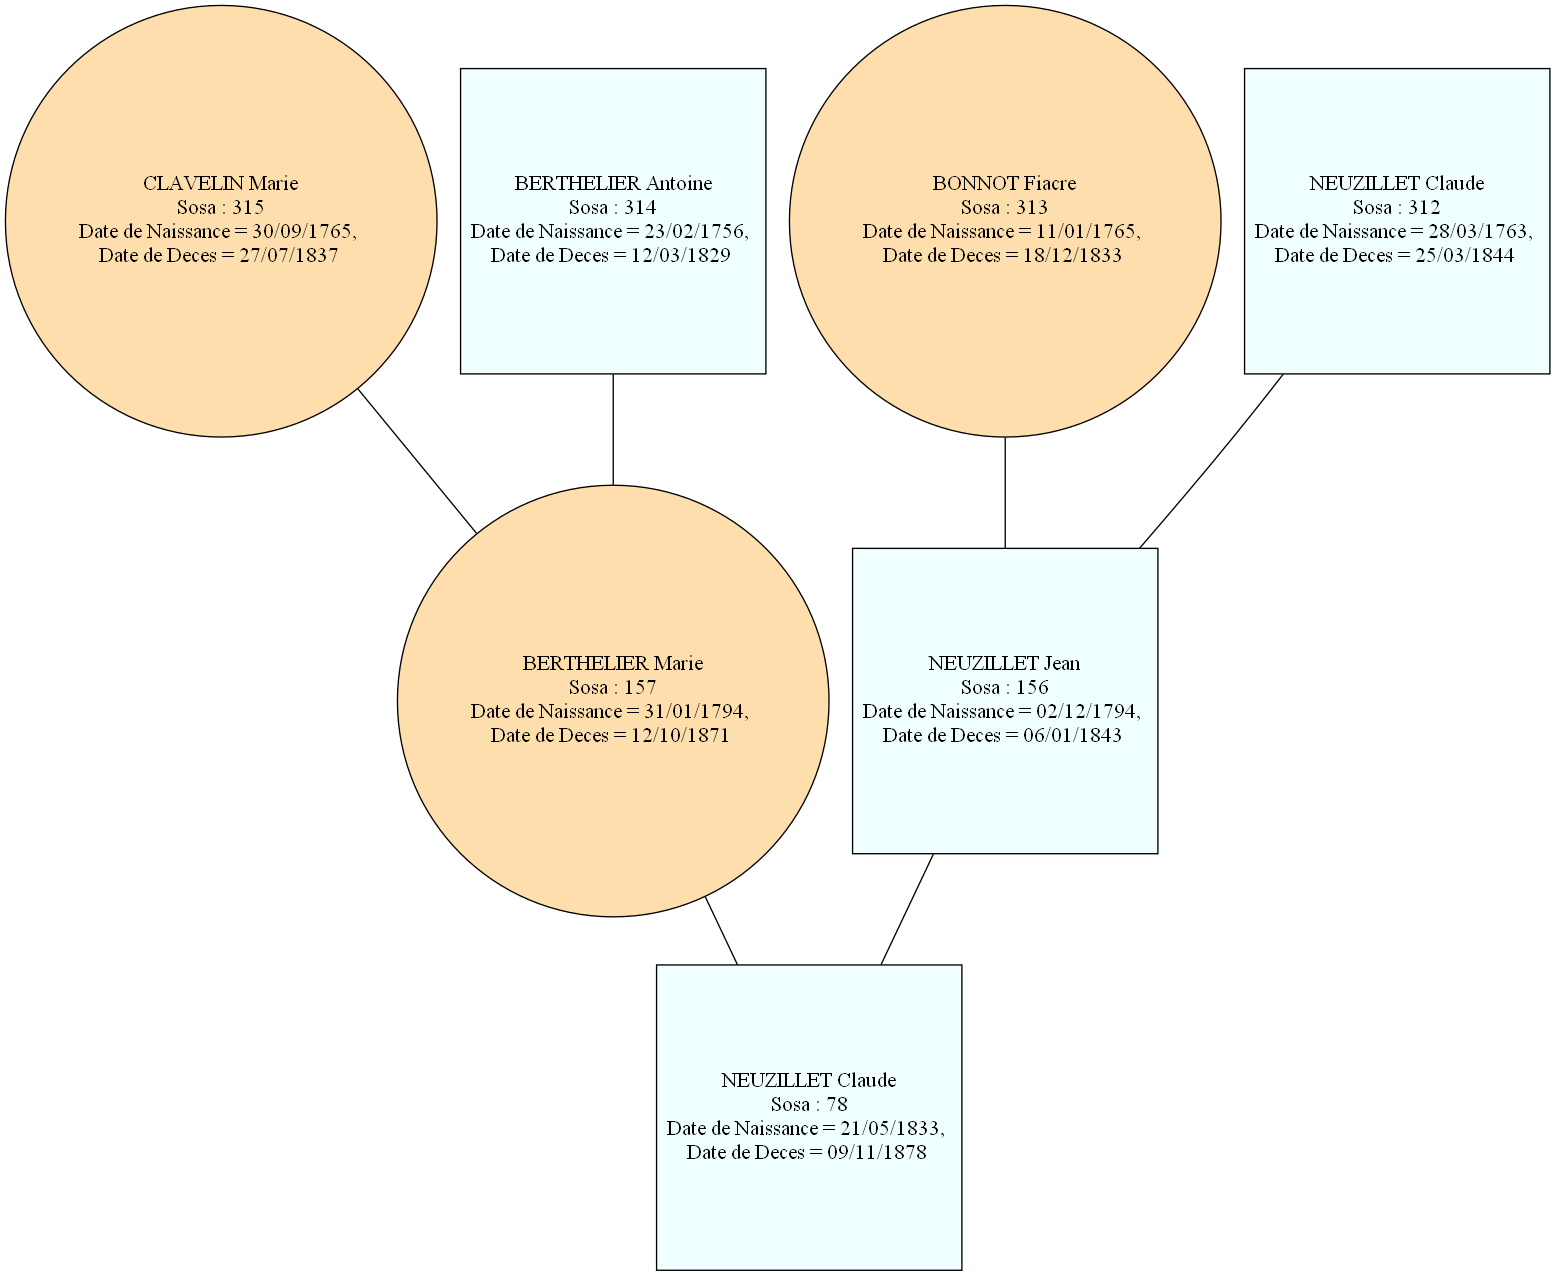 CLAVELIN Marie
Sosa : 315
Date de Naissance = 30/09/1765,
Date de Deces = 27/07/1837
BERTHELIER Antoine
Sosa : 314
Date de Naissance = 23/02/1756,
Date de Deces = 12/03/1829
BONNOT Fiacre
Sosa : 313
Date de Naissance = 11/01/1765,
Date de Deces = 18/12/1833
NEUZILLET Claude
Sosa : 312
Date de Naissance = 28/03/1763,
Date de Deces = 25/03/1844
BERTHELIER Marie
Sosa : 157
Date de Naissance = 31/01/1794,
Date de Deces = 12/10/1871
NEUZILLET Jean
Sosa : 156
Date de Naissance = 02/12/1794,
Date de Deces = 06/01/1843
NEUZILLET Claude
Sosa : 78
Date de Naissance = 21/05/1833,
Date de Deces = 09/11/1878